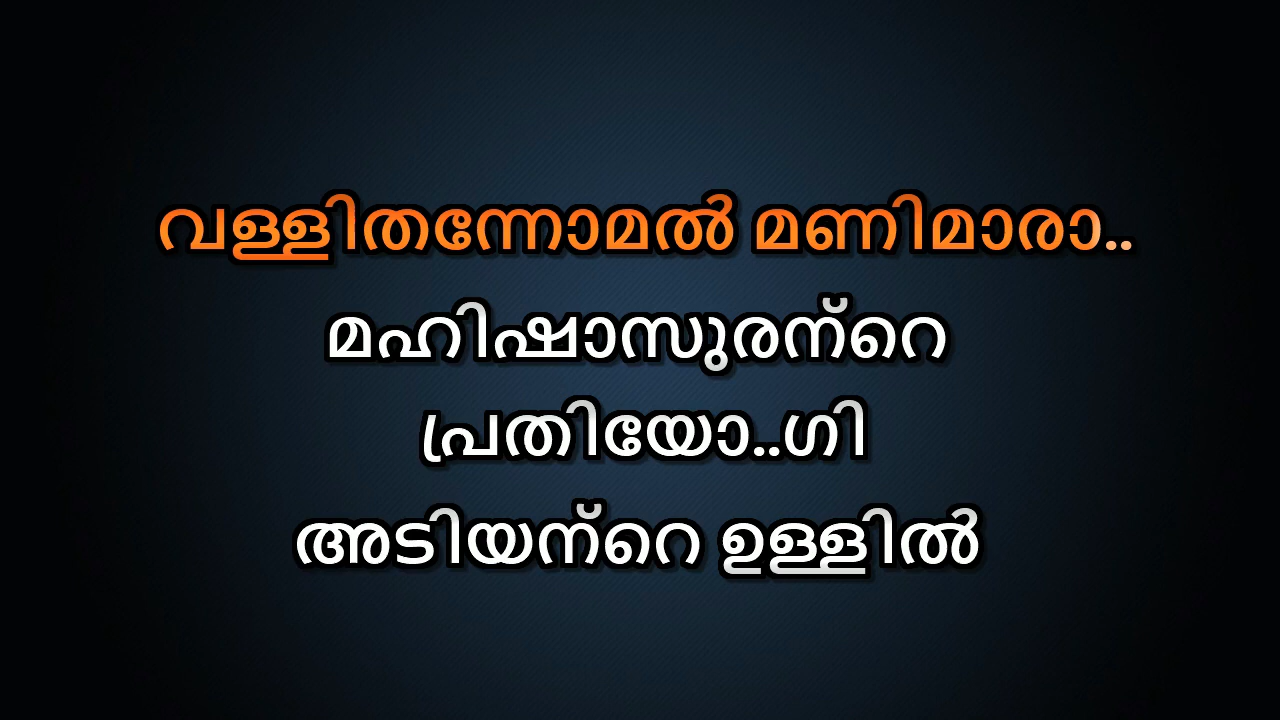 വള്ളിതന്നോമൽ മണിമാരാ..
മഹിഷാസുരന്റെ
പ്രതിയോ..ഗി
അടിയന്റെ ഉള്ളിൽ